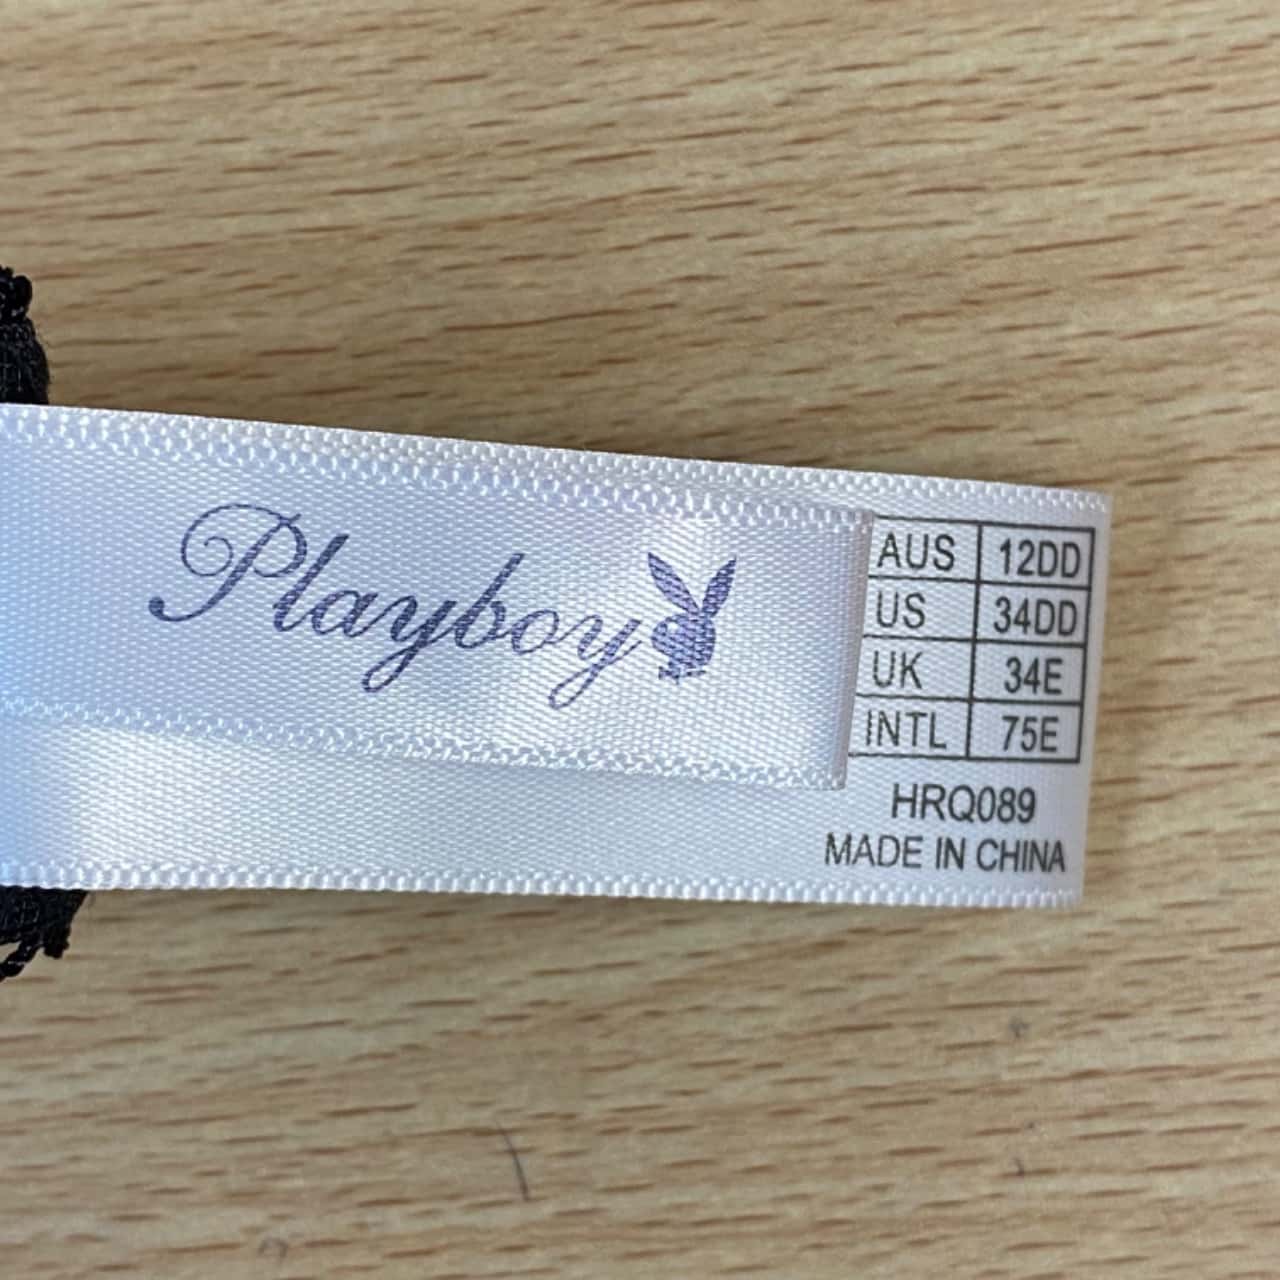 Playboy
AUS 12DD
US 34DD
UK 34E
INTL 75E
HRQ089
MADE IN CHINA